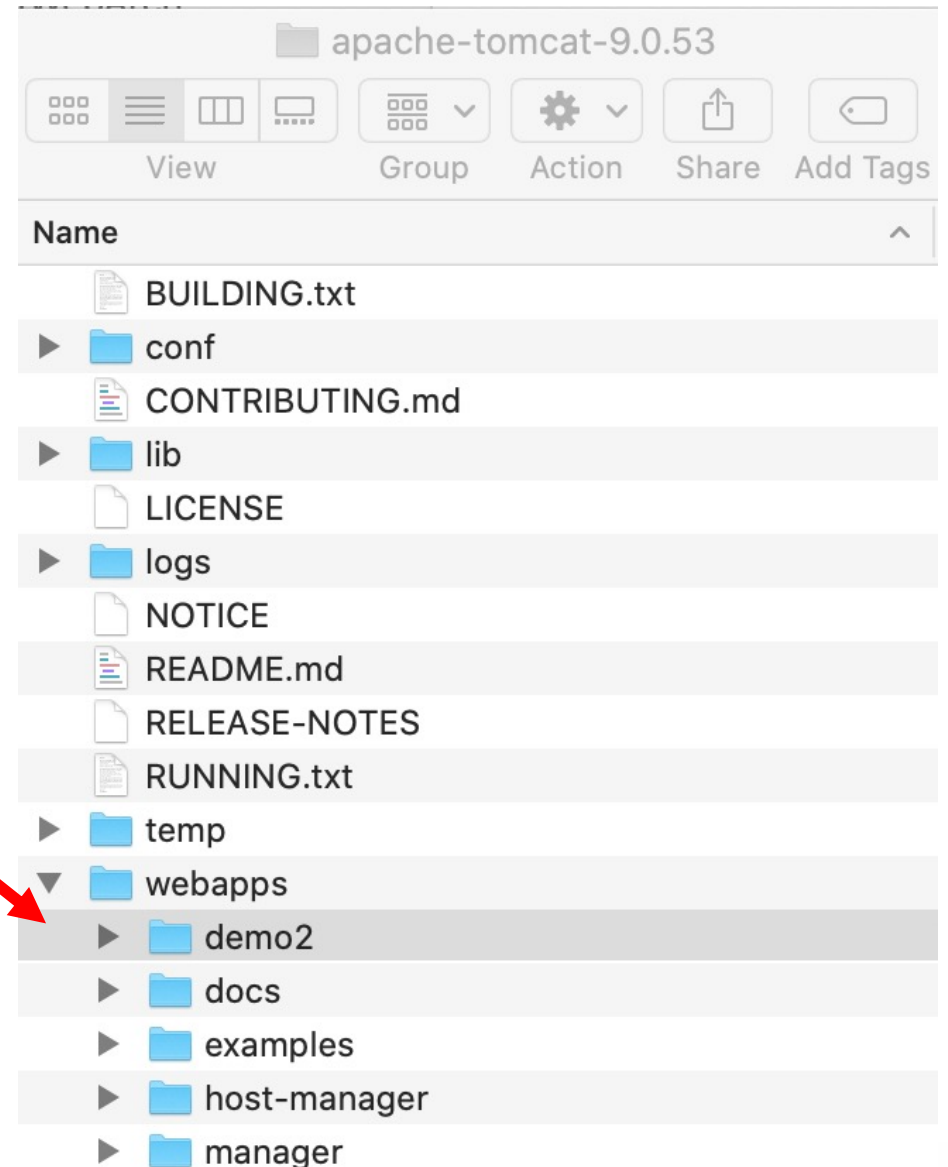 apache-tomcat-9.0.53
View Group Action Share Add Tags
Name
BUILDING.txt
conf
CONTRIBUTING.md
lib
LICENSE
logs
NOTICE
README.md
RELEASE-NOTES
RUNNING.txt
temp
webapps
demo2
docs
examples
host-manager
manager